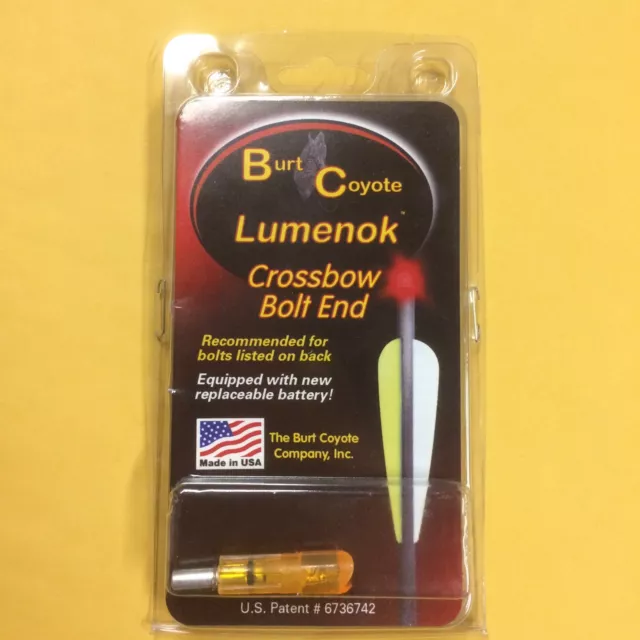 Burt
Coyote
Lumenok™
Crossbow
Bolt End
Recommended for
bolts listed on back
Equipped with new
replaceable battery!
Made in USA
The Burt Coyote
Company, Inc.
U.S. Patent # 6736742